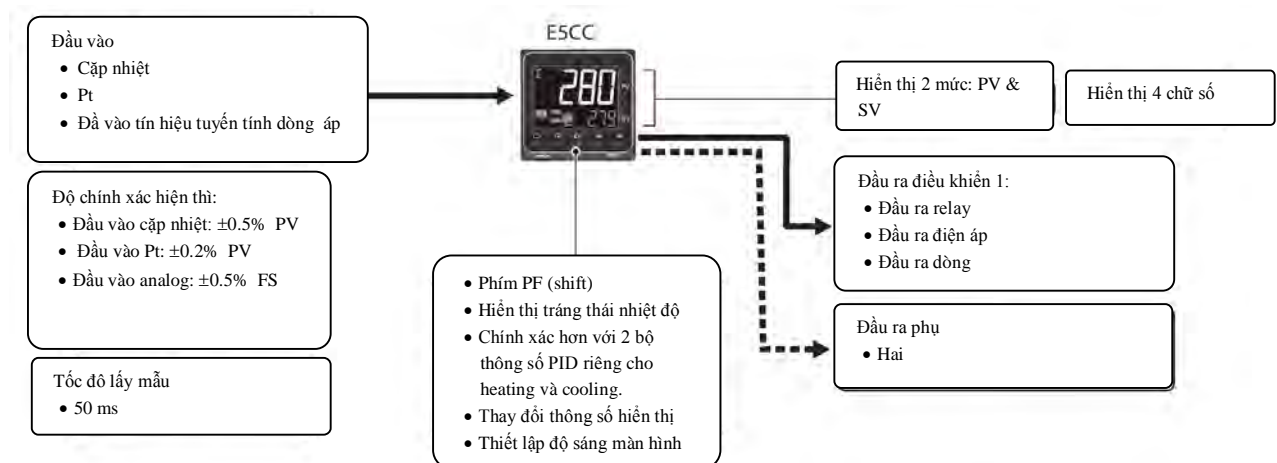 Đầu vào
• Cặp nhiệt
• Pt
• Đầ vào tín hiệu tuyến tính dòng áp
Độ chính xác hiện thì:
• Đầu vào cặp nhiệt: ±0.5% PV
• Đầu vào Pt: ±0.2% PV
• Đầu vào analog: ±0.5% FS
Tốc đô lấy mẫu
• 50 ms
E5CC
280
279
• Phím PF (shift)
• Hiển thị tráng thái nhiệt độ
• Chính xác hơn với 2 bộ
thông số PID riêng cho
heating và cooling.
• Thay đổi thông số hiển thị
• Thiết lập độ sáng màn hình
Hiển thị 2 mức: PV &
SV
Hiển thị 4 chữ số
Đầu ra điều khiển 1:
• Đầu ra relay
• Đầu ra điện áp
• Đầu ra dòng
Đầu ra phụ
• Hai